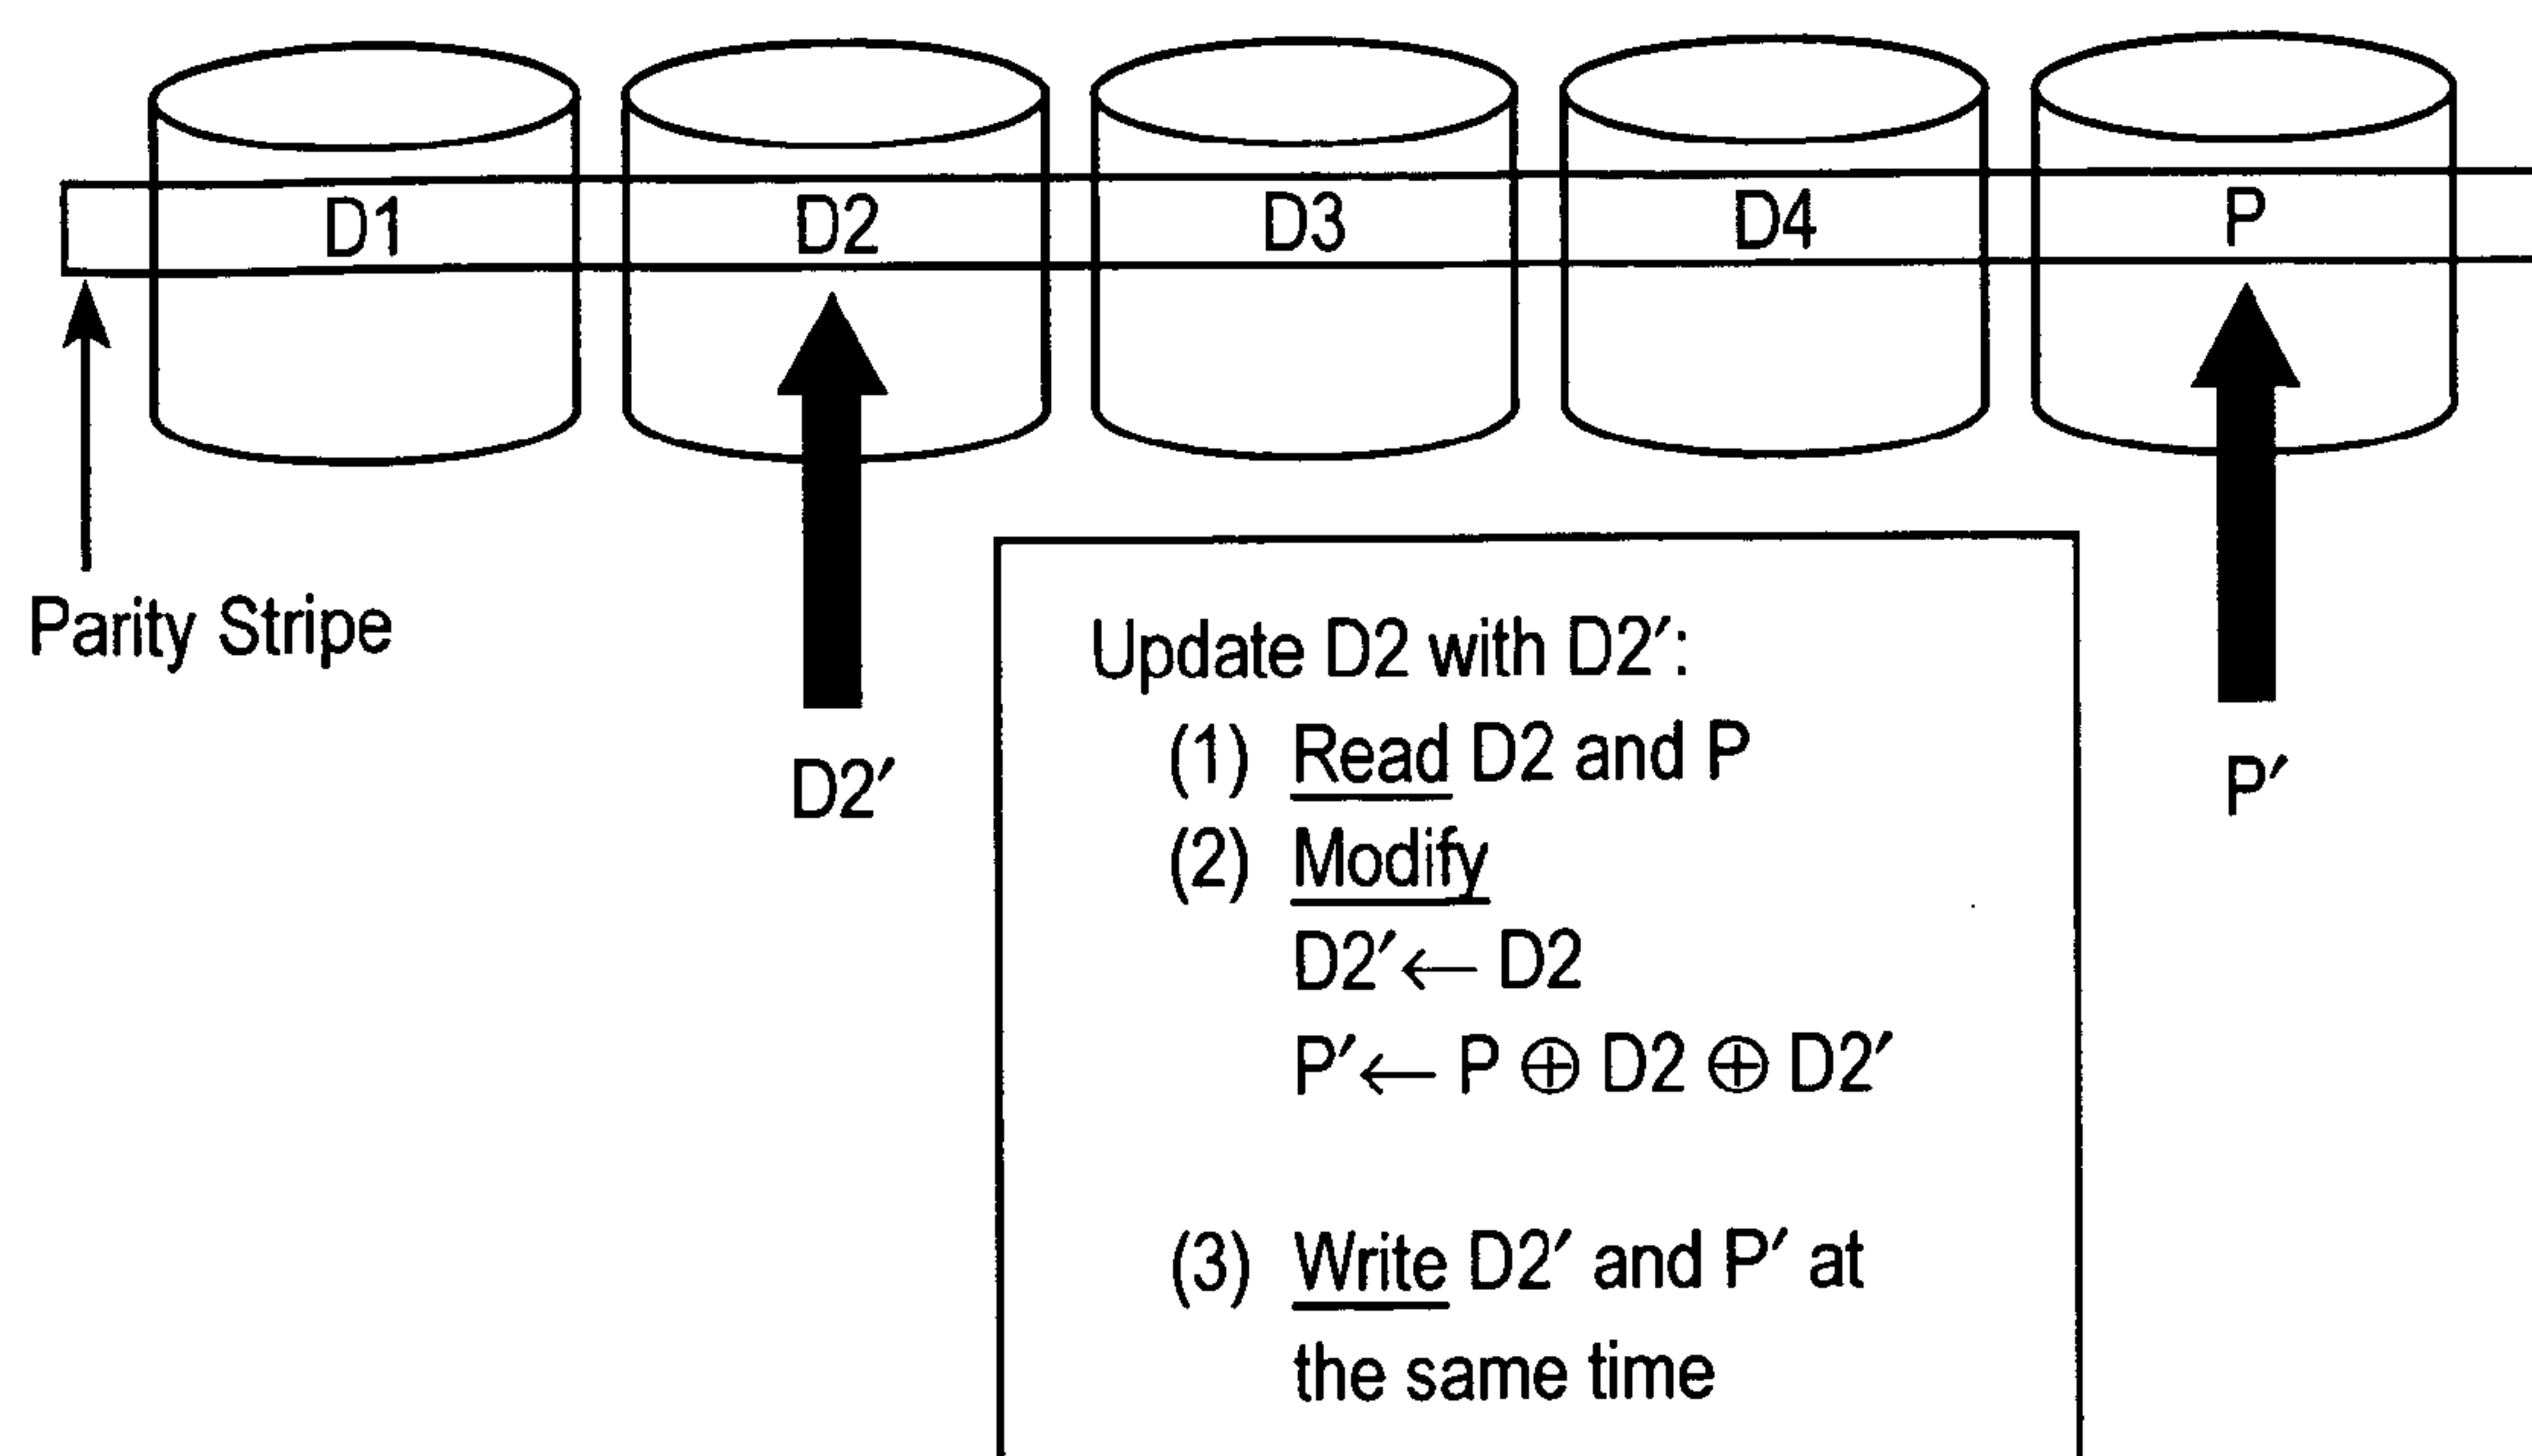 D1 D2 D3 D4 P
Parity Stripe
D2′
P′
Update D2 with D2′:
(1) Read D2 and P
(2) Modify
D2′← D2
P′← P ⊕ D2 ⊕ D2′
(3) Write D2′ and P′ at
the same time